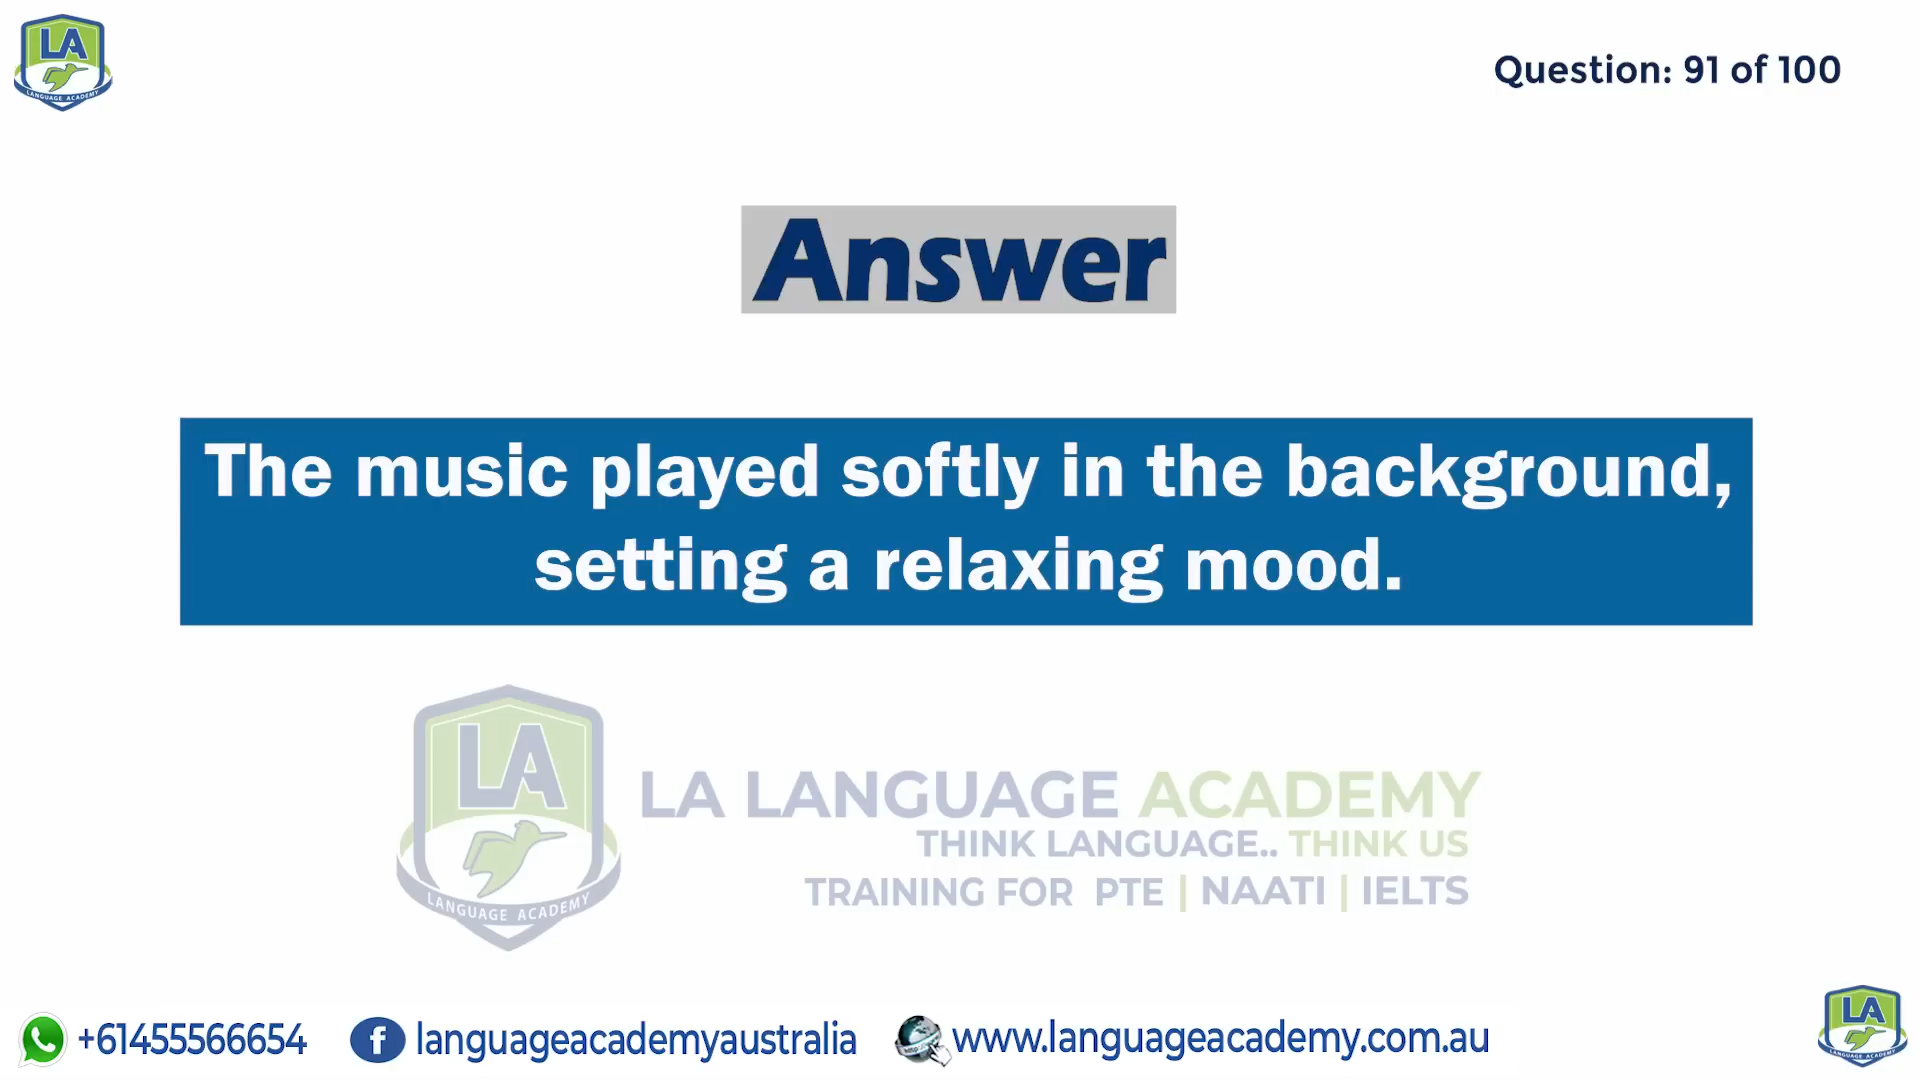 LA
LANGUAGE ACADEMY
Question: 91 of 100
Answer
The music played softly in the background,
setting a relaxing mood.
LA
LANGUAGE ACADEMY
LA LANGUAGE ACADEMY
THINK LANGUAGE.. THINK US
TRAINING FOR PTE | NAATI | IELTS
+61455566654
languageacademyaustralia
www.languageacademy.com.au
LA
LANGUAGE ACADEMY